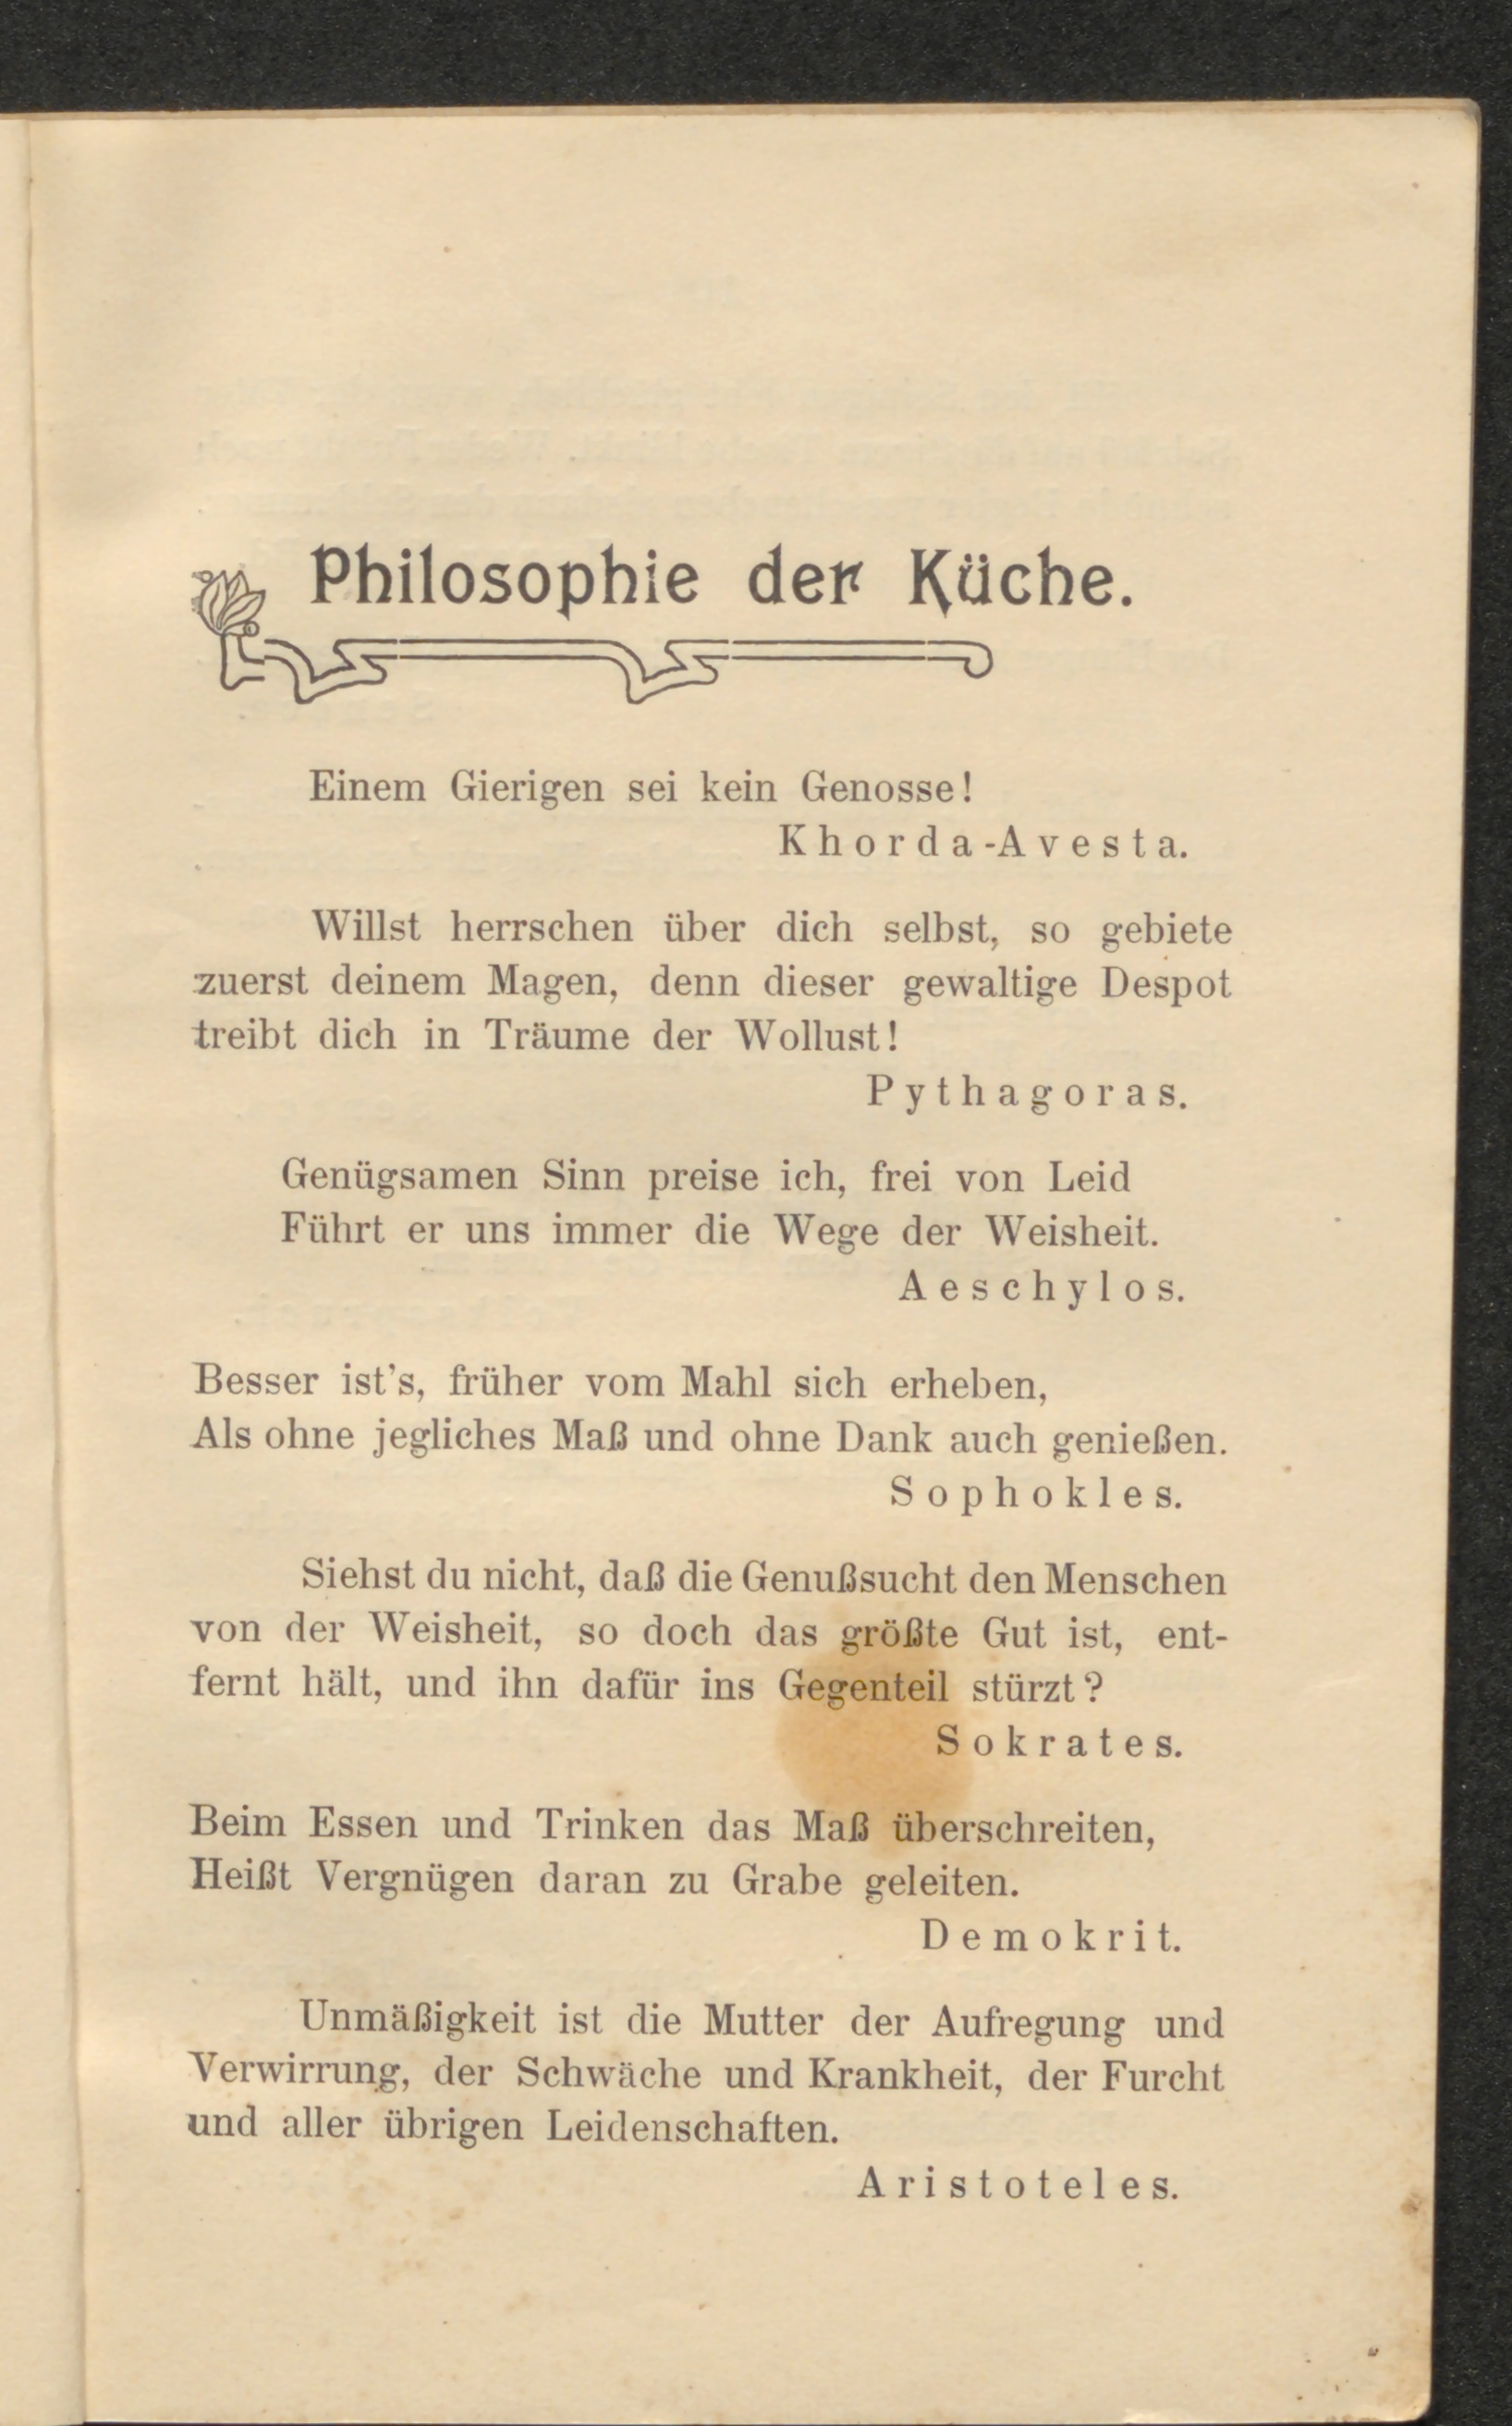 Philosophie der Küche.
Einem Gierigen sei kein Genosse!
Khorda-Avesta.
Willst herrschen über dich selbst, so gebiete
zuerst deinem Magen, denn dieser gewaltige Despot
treibt dich in Träume der Wollust!
Pythagoras.
Genügsamen Sinn preise ich, frei von Leid
Führt er uns immer die Wege der Weisheit.
Aeschylos.
Besser ist's, früher vom Mahl sich erheben,
Als ohne jegliches Maß und ohne Dank auch genießen.
Sophokles.
Siehst du nicht, daß die Genußsucht den Menschen
von der Weisheit, so doch das größte Gut ist, ent-
fernt hält, und ihn dafür ins Gegenteil stürzt?
Sokrates.
Beim Essen und Trinken das Maß überschreiten,
Heißt Vergnügen daran zu Grabe geleiten.
Demokrit.
Unmäßigkeit ist die Mutter der Aufregung und
Verwirrung, der Schwäche und Krankheit, der Furcht
und aller übrigen Leidenschaften.
Aristoteles.